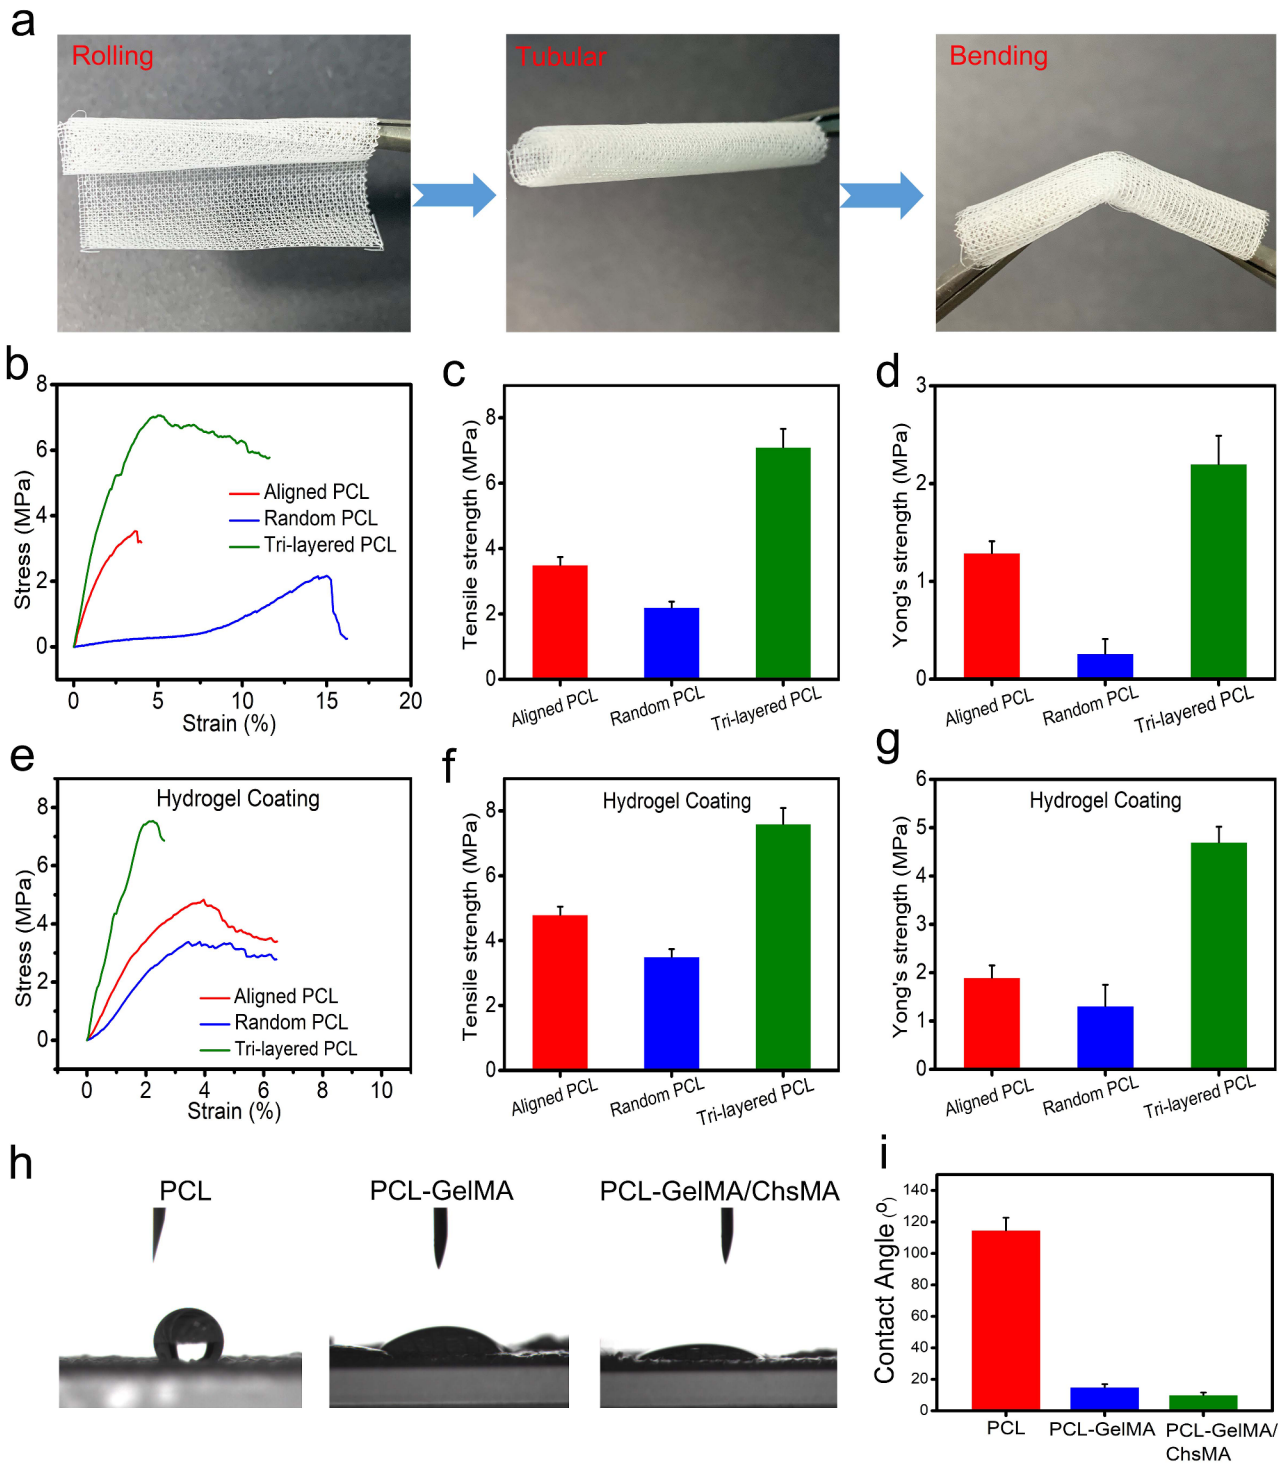 a
Rolling
Tubular
Bending
b
8
6
4
2
0
Stress (MPa)
Aligned PCL
Random PCL
Tri-layered PCL
0 5 10 15 20
Strain (%)
c
8
6
4
2
0
Tensile strength (MPa)
Aligned PCL
Random PCL
Tri-layered PCL
d
3
2
1
0
Yong's strength (MPa)
Aligned PCL
Random PCL
Tri-layered PCL
e
Hydrogel Coating
8
6
4
2
0
Stress (MPa)
Aligned PCL
Random PCL
Tri-layered PCL
0 2 4 6 8 10
Strain (%)
f
Hydrogel Coating
8
6
4
2
0
Tensile strength (MPa)
Aligned PCL
Random PCL
Tri-layered PCL
g
Hydrogel Coating
6
5
4
3
2
1
0
Yong's strength (MPa)
Aligned PCL
Random PCL
Tri-layered PCL
h
PCL
PCL-GelMA
PCL-GelMA/ChsMA
i
140
120
100
80
60
40
20
0
Contact Angle (o)
PCL
PCL-GelMA
PCL-GelMA/
ChsMA